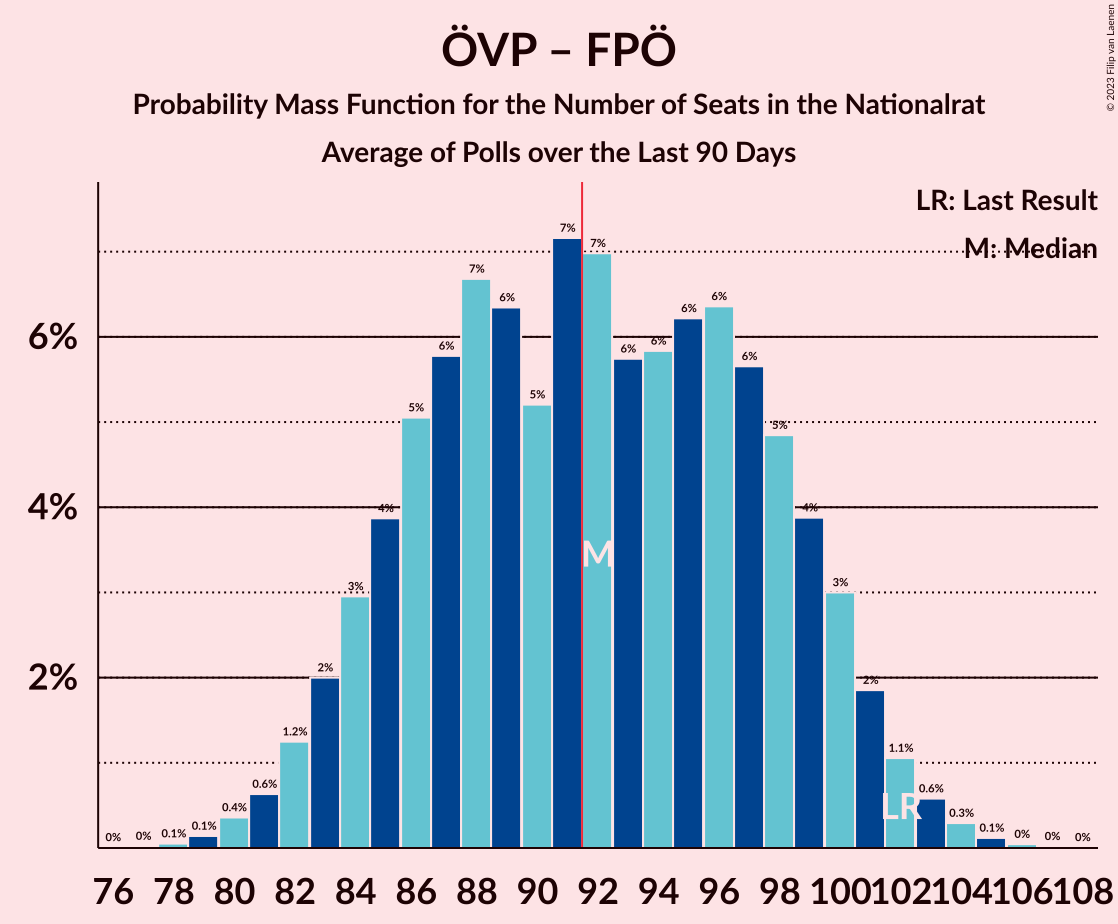 ÖVP – FPÖ
Probability Mass Function for the Number of Seats in the Nationalrat
Average of Polls over the Last 90 Days
© 2023 Filip van Laenen
LR: Last Result
M: Median
6%
4%
2%
0% 0% 0.1% 0.1% 0.4% 0.6% 1.2% 2% 3% 4% 5% 6% 7% 6% 5% 7% 7% 6% 6% 6% 6% 6% 5% 4% 3% 2% 1.1% 0.6% 0.3% 0.1% 0% 0% 0%
M
LR
76 78 80 82 84 86 88 90 92 94 96 98 100 102 104 106 108